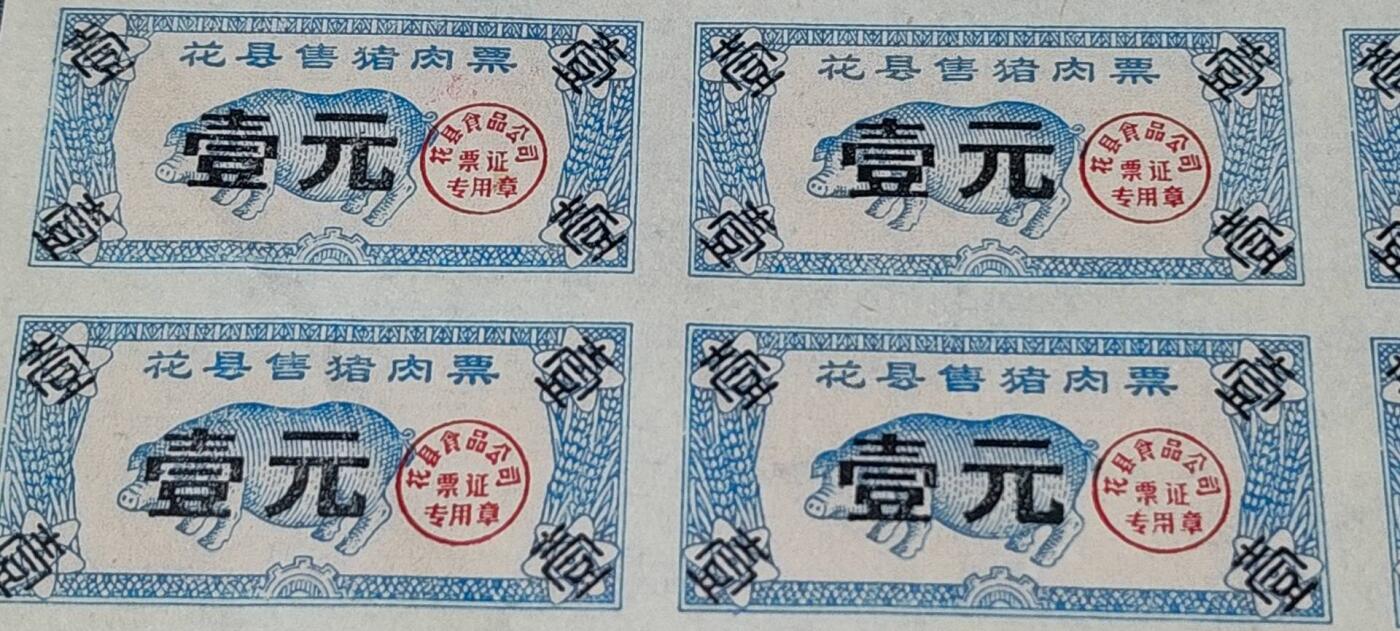 壹 壹
花县售猪肉票
壹元
花县食品公司
票证
专用章
壹 壹
壹 壹
花县售猪肉票
壹元
花县食品公司
票证
专用章
壹 壹
壹 壹
花县售猪肉票
壹元
花县食品公司
票证
专用章
壹 壹
壹 壹
花县售猪肉票
壹元
花县食品公司
票证
专用章
壹 壹